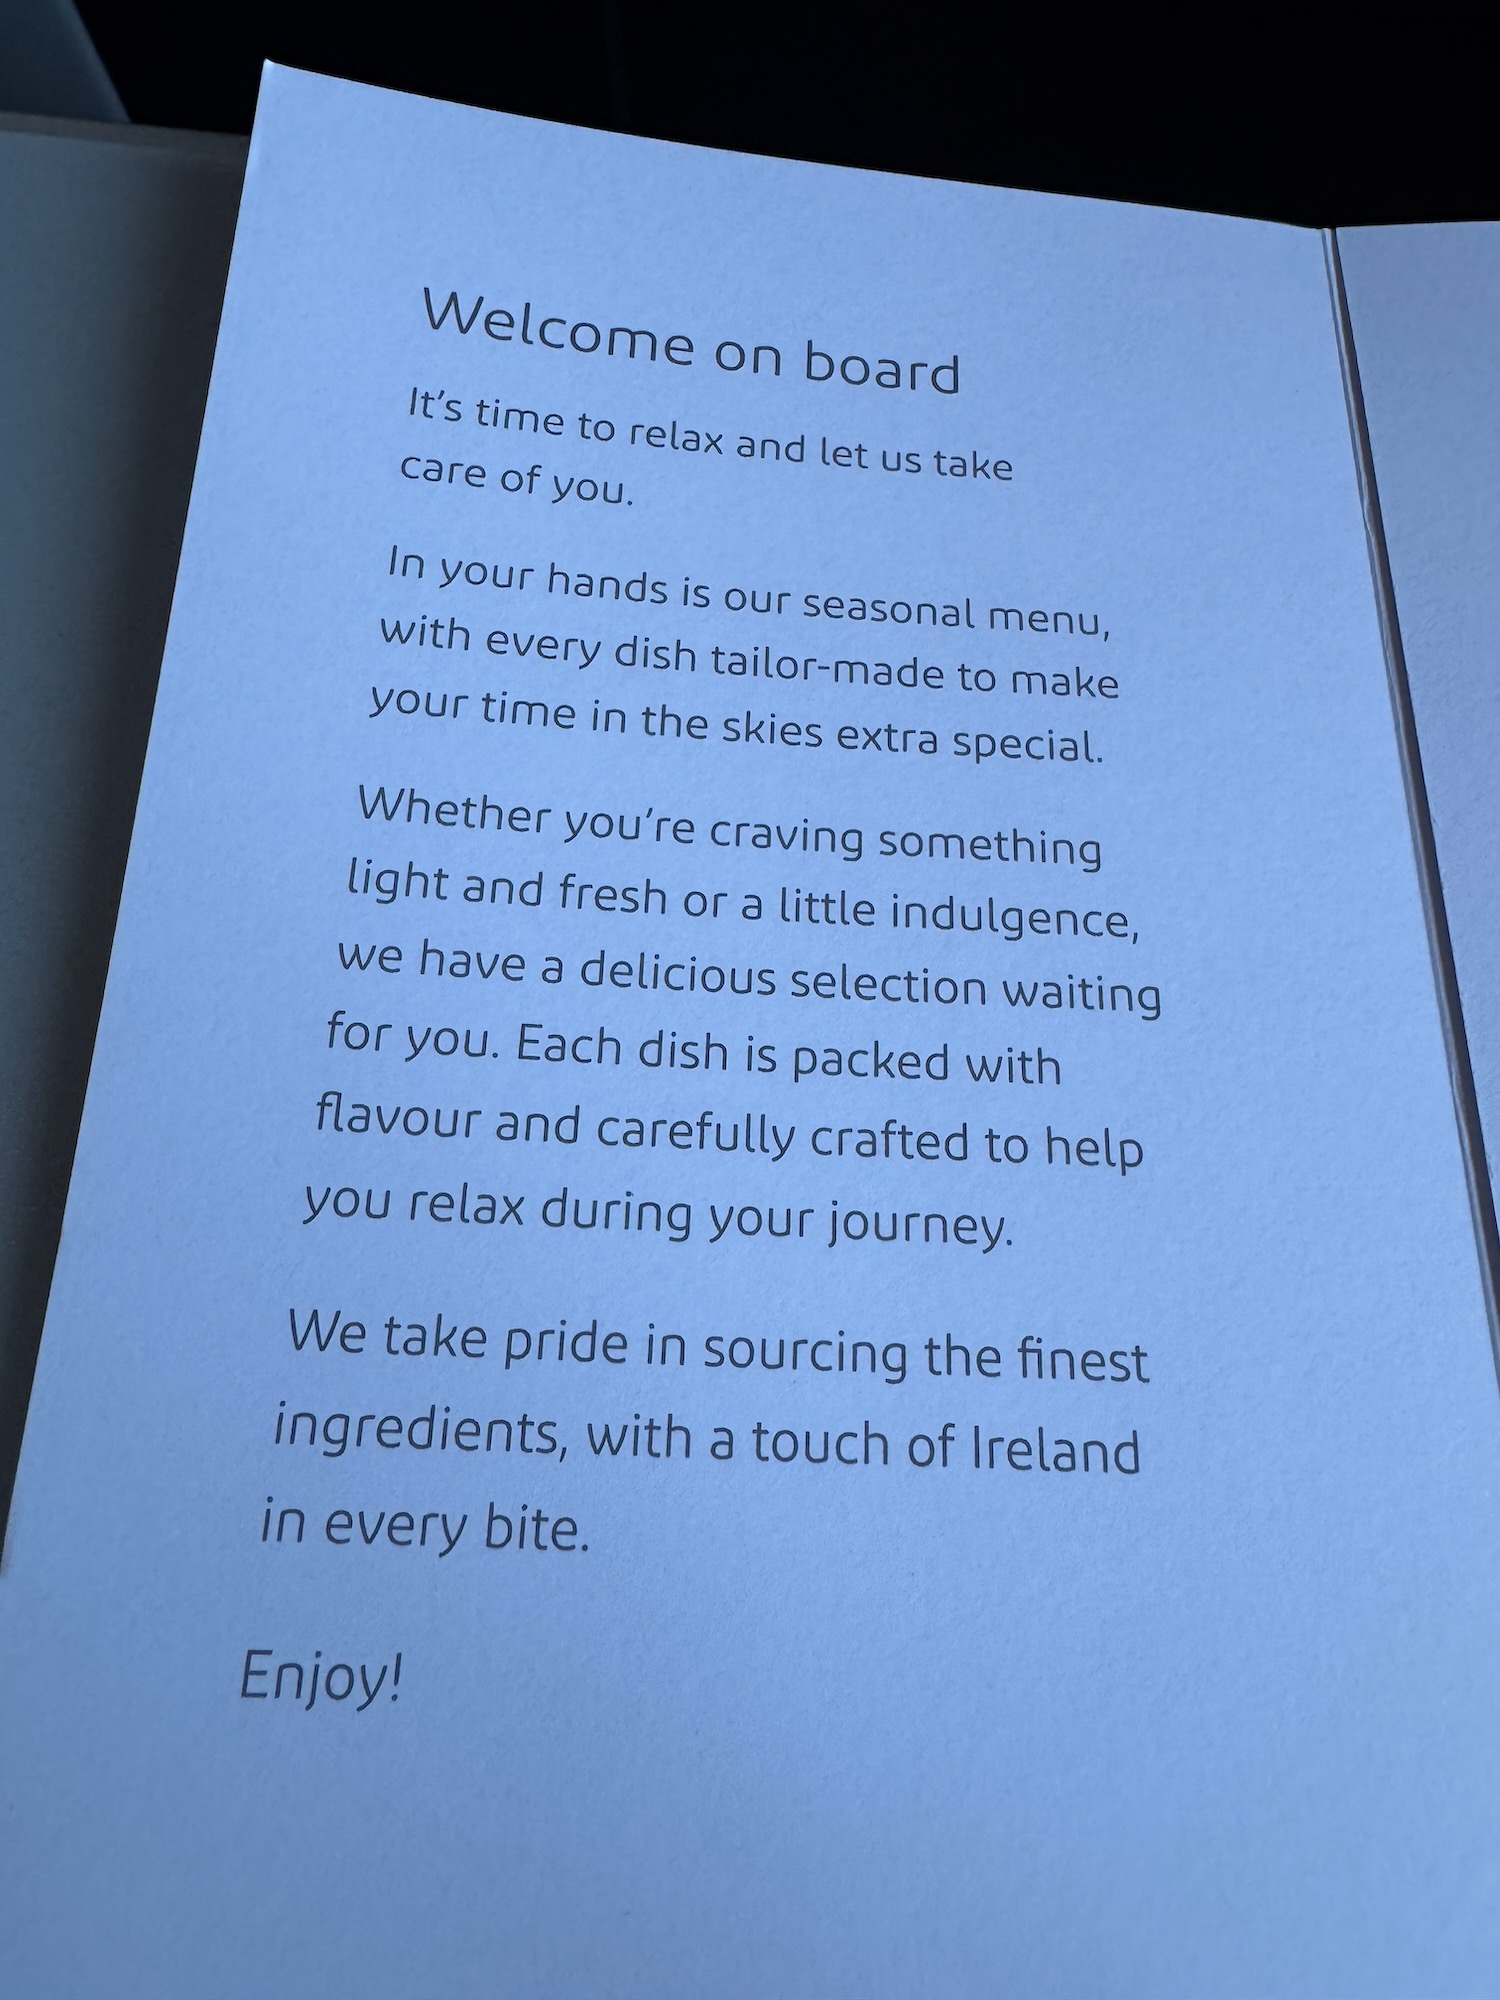 Welcome on board
It’s time to relax and let us take
care of you.
In your hands is our seasonal menu,
with every dish tailor-made to make
your time in the skies extra special.
Whether you’re craving something
light and fresh or a little indulgence,
we have a delicious selection waiting
for you. Each dish is packed with
flavour and carefully crafted to help
you relax during your journey.
We take pride in sourcing the finest
ingredients, with a touch of Ireland
in every bite.
Enjoy!